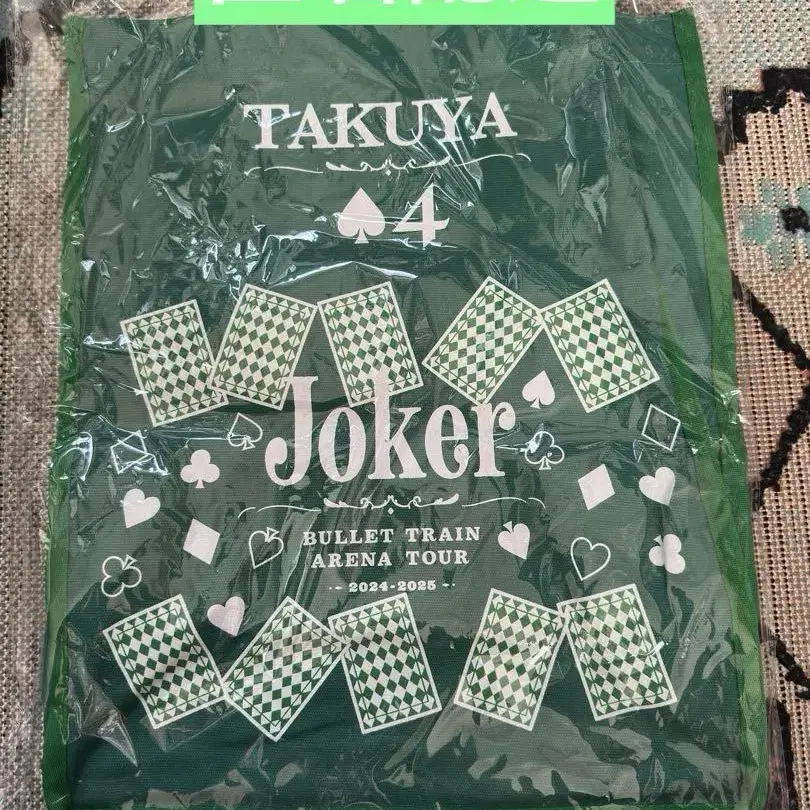 TAKUYA
♠4
Joker
BULLET TRAIN
ARENA TOUR
2024-2025